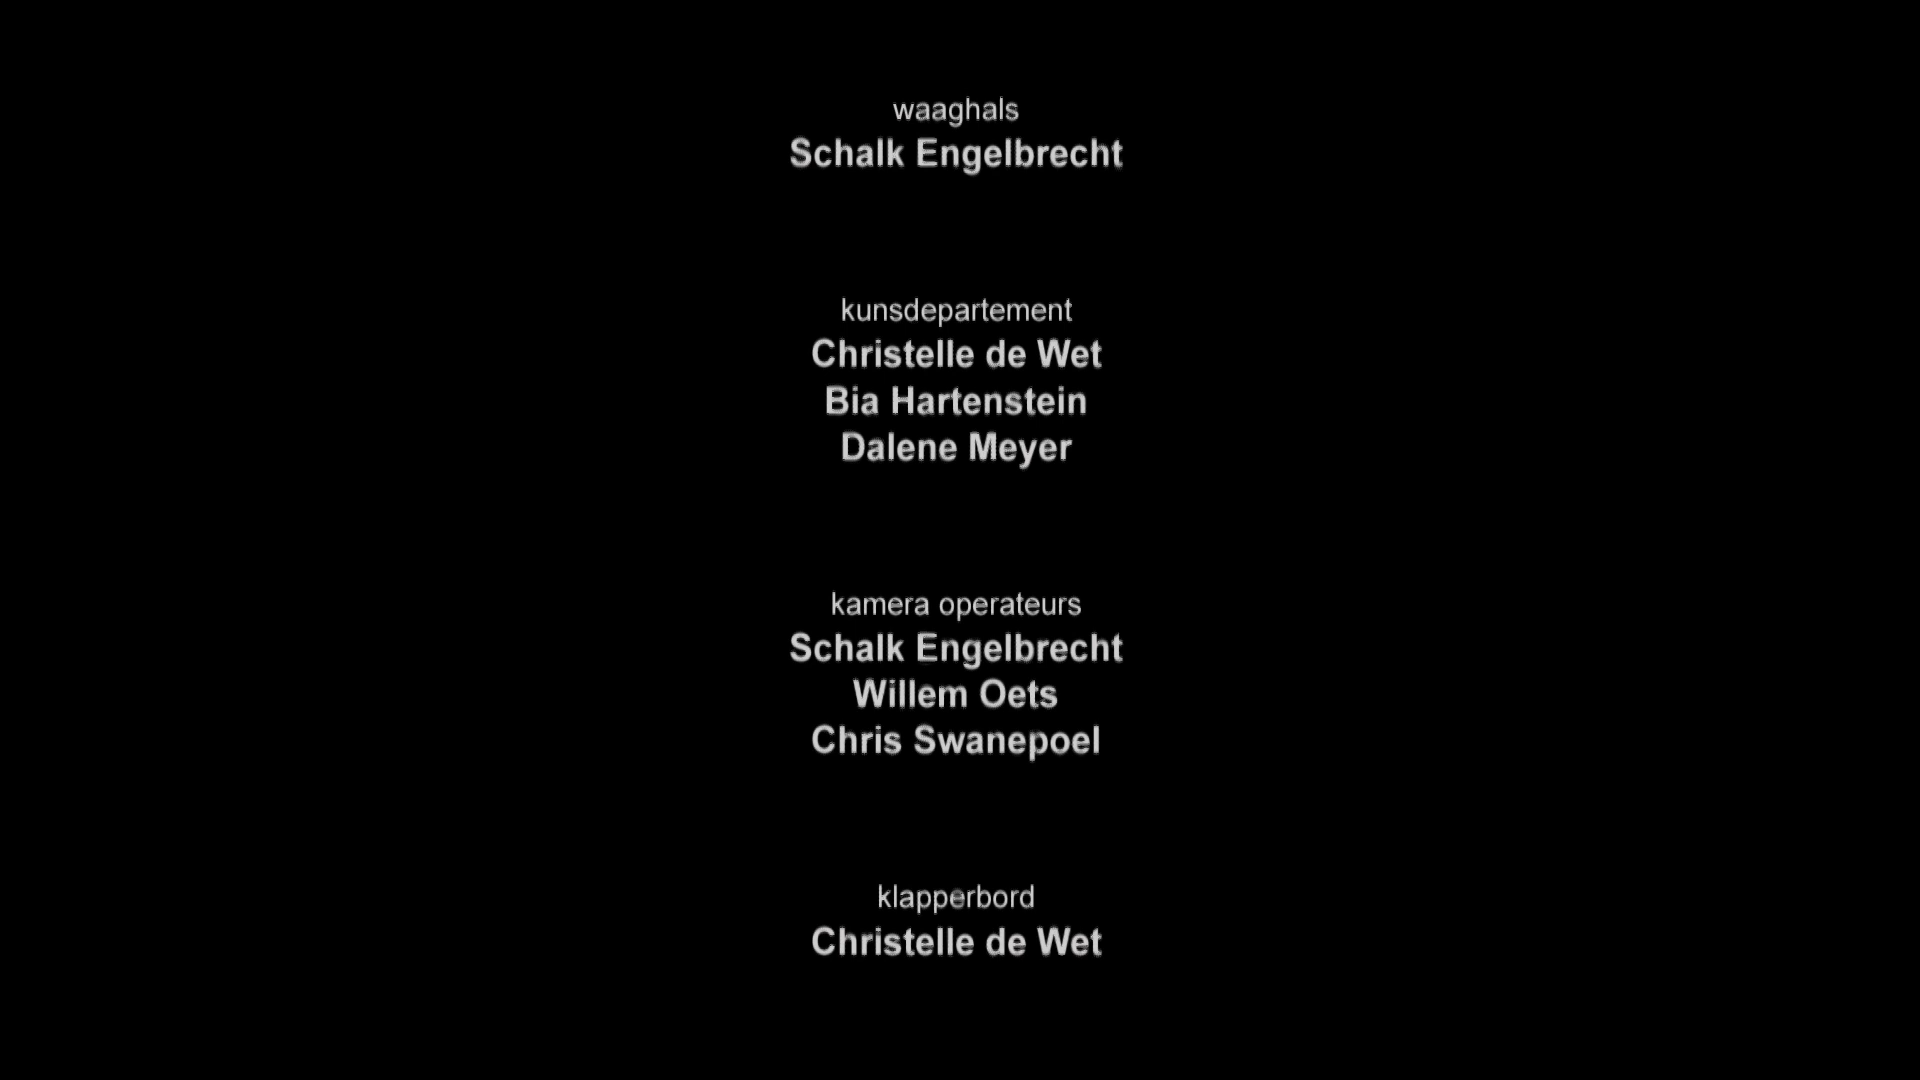 waaghals
Schalk Engelbrecht
kunsdepartement
Christelle de Wet
Bia Hartenstein
Dalene Meyer
kamera operateurs
Schalk Engelbrecht
Willem Oets
Chris Swanepoel
klapperbord
Christelle de Wet